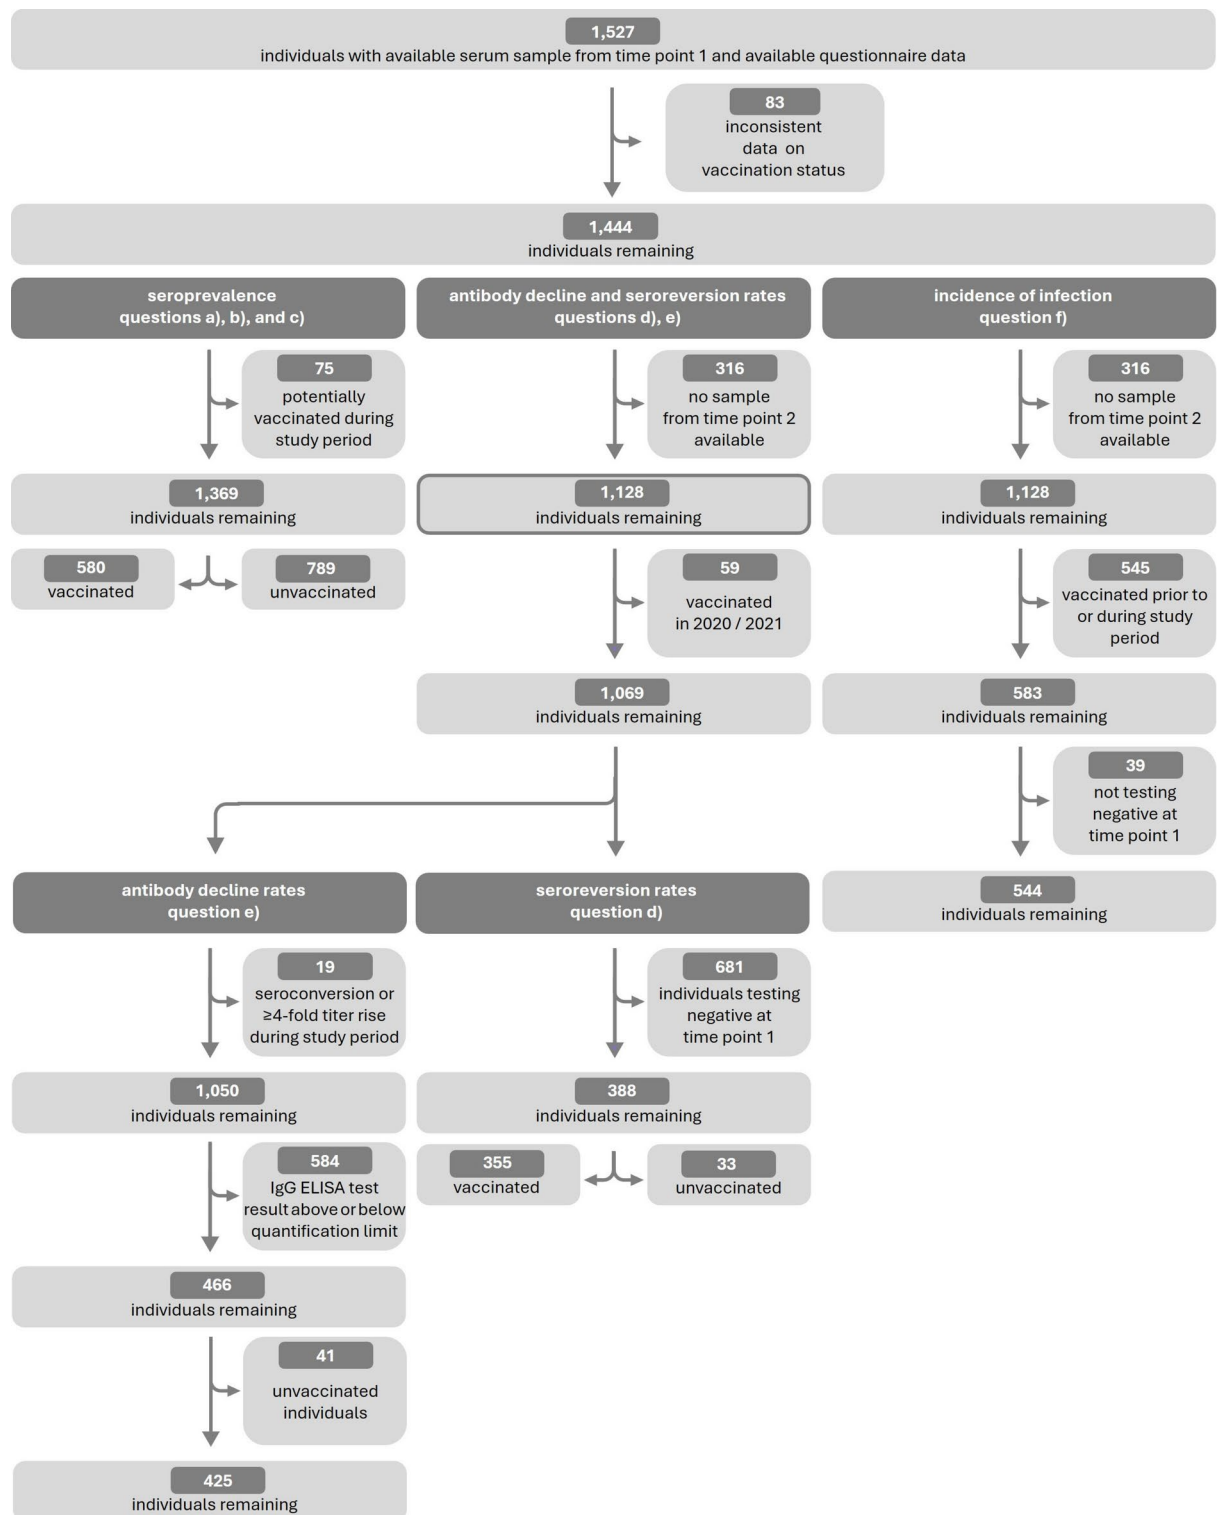 1,527
individuals with available serum sample from time point 1 and available questionnaire data
83
inconsistent
data on
vaccination status
1,444
individuals remaining
seroprevalence
questions a), b), and c)
75
potentially
vaccinated during
study period
1,369
individuals remaining
580
vaccinated
789
unvaccinated
antibody decline and seroreversion rates
questions d), e)
316
no sample
from time point 2
available
1,128
individuals remaining
59
vaccinated
in 2020 / 2021
1,069
individuals remaining
incidence of infection
question f)
316
no sample
from time point 2
available
1,128
individuals remaining
545
vaccinated prior to
or during study
period
583
individuals remaining
39
not testing
negative at
time point 1
544
individuals remaining
antibody decline rates
question e)
19
seroconversion or
≥4-fold titer rise
during study period
1,050
individuals remaining
584
IgG ELISA test
result above or below
quantification limit
466
individuals remaining
41
unvaccinated
individuals
425
individuals remaining
seroreversion rates
question d)
681
individuals testing
negative at
time point 1
388
individuals remaining
355
vaccinated
33
unvaccinated